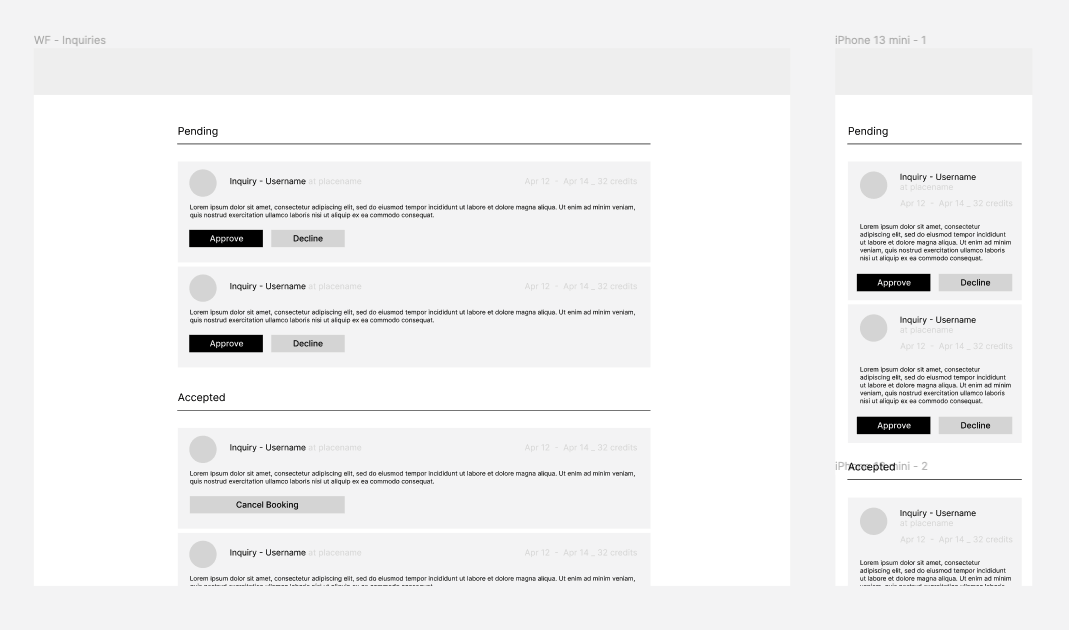 WF - Inquiries
Pending
Inquiry - Username at placename
Apr 12 - Apr 14 _ 32 credits
Lorem ipsum dolor sit amet, consectetur adipiscing elit, sed do eiusmod tempor incididunt ut labore et dolore magna aliqua. Ut enim ad minim veniam,
quis nostrud exercitation ullamco laboris nisi ut aliquip ex ea commodo consequat.
Approve
Decline
Inquiry - Username at placename
Apr 12 - Apr 14 _ 32 credits
Lorem ipsum dolor sit amet, consectetur adipiscing elit, sed do eiusmod tempor incididunt ut labore et dolore magna aliqua. Ut enim ad minim veniam,
quis nostrud exercitation ullamco laboris nisi ut aliquip ex ea commodo consequat.
Approve
Decline
Accepted
Inquiry - Username at placename
Apr 12 - Apr 14 _ 32 credits
Lorem ipsum dolor sit amet, consectetur adipiscing elit, sed do eiusmod tempor incididunt ut labore et dolore magna aliqua. Ut enim ad minim veniam,
quis nostrud exercitation ullamco laboris nisi ut aliquip ex ea commodo consequat.
Cancel Booking
Inquiry - Username at placename
Apr 12 - Apr 14 _ 32 credits
Lorem ipsum dolor sit amet, consectetur adipiscing elit, sed do eiusmod tempor incididunt ut labore et dolore magna aliqua. Ut enim ad minim veniam,
iPhone 13 mini - 1
Pending
Inquiry - Username
at placename
Apr 12 - Apr 14 _ 32 credits
Lorem ipsum dolor sit amet, consectetur
adipiscing elit, sed do eiusmod tempor incididunt
ut labore et dolore magna aliqua. Ut enim ad minim
veniam, quis nostrud exercitation ullamco laboris
nisi ut aliquip ex ea commodo consequat.
Approve
Decline
Inquiry - Username
at placename
Apr 12 - Apr 14 _ 32 credits
Lorem ipsum dolor sit amet, consectetur
adipiscing elit, sed do eiusmod tempor incididunt
ut labore et dolore magna aliqua. Ut enim ad minim
veniam, quis nostrud exercitation ullamco laboris
nisi ut aliquip ex ea commodo consequat.
Approve
Decline
iPhone 13 mini - 2
Accepted
Inquiry - Username
at placename
Apr 12 - Apr 14 _ 32 credits
Lorem ipsum dolor sit amet, consectetur
adipiscing elit, sed do eiusmod tempor incididunt
ut labore et dolore magna aliqua. Ut enim ad minim